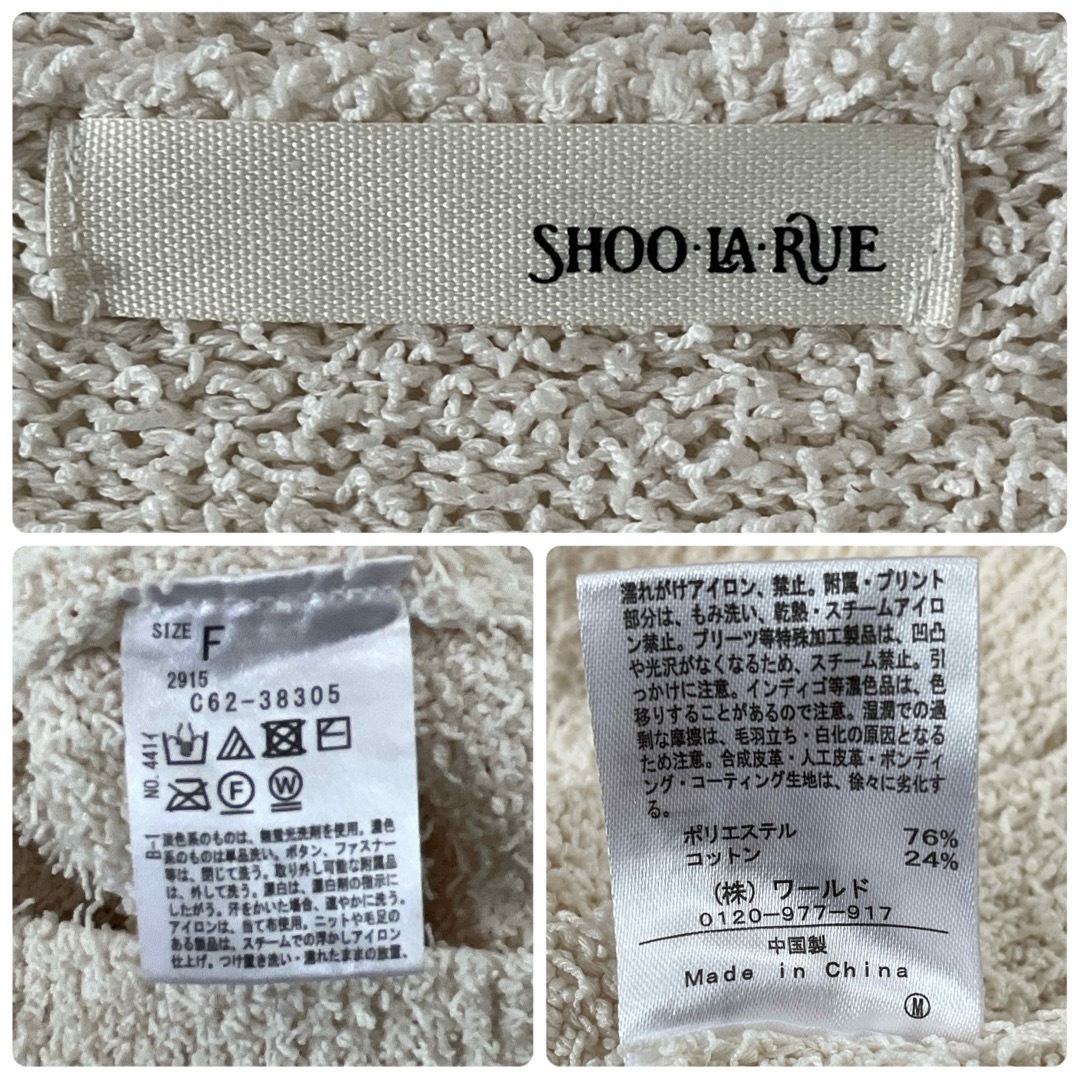 SHOO·LA·RUE
SIZE F
2915
C62-38305
NO.441イ
F
W
B-1
淡色系のものは、無蛍光洗剤を使用。濃色
系のものは単品洗い。ボタン、ファスナー
等は、閉じて洗う。取り外し可能な附属品
は、外して洗う。漂白は、漂白剤の指示に
したがう。汗をかいた場合、速やかに洗う。
アイロンは、当て布使用。ニットや毛足の
ある製品は、スチームでの浮かしアイロン
仕上げ。つけ置き洗い・濡れたままの放置、
濡れがけアイロン、禁止。附属・プリント
部分は、もみ洗い、乾熱・スチームアイロ
ン禁止。プリーツ等特殊加工製品は、凹凸
や光沢がなくなるため、スチーム禁止。引
っかけに注意。インディゴ等濃色品は、色
移りすることがあるので注意。湿潤での過
剰な摩擦は、毛羽立ち・白化の原因となる
ため注意。合成皮革・人工皮革・ボンディ
ング・コーティング生地は、徐々に劣化す
る。
ポリエステル 76%
コットン 24%
(株) ワールド
0120-977-917
中国製
Made in China
M